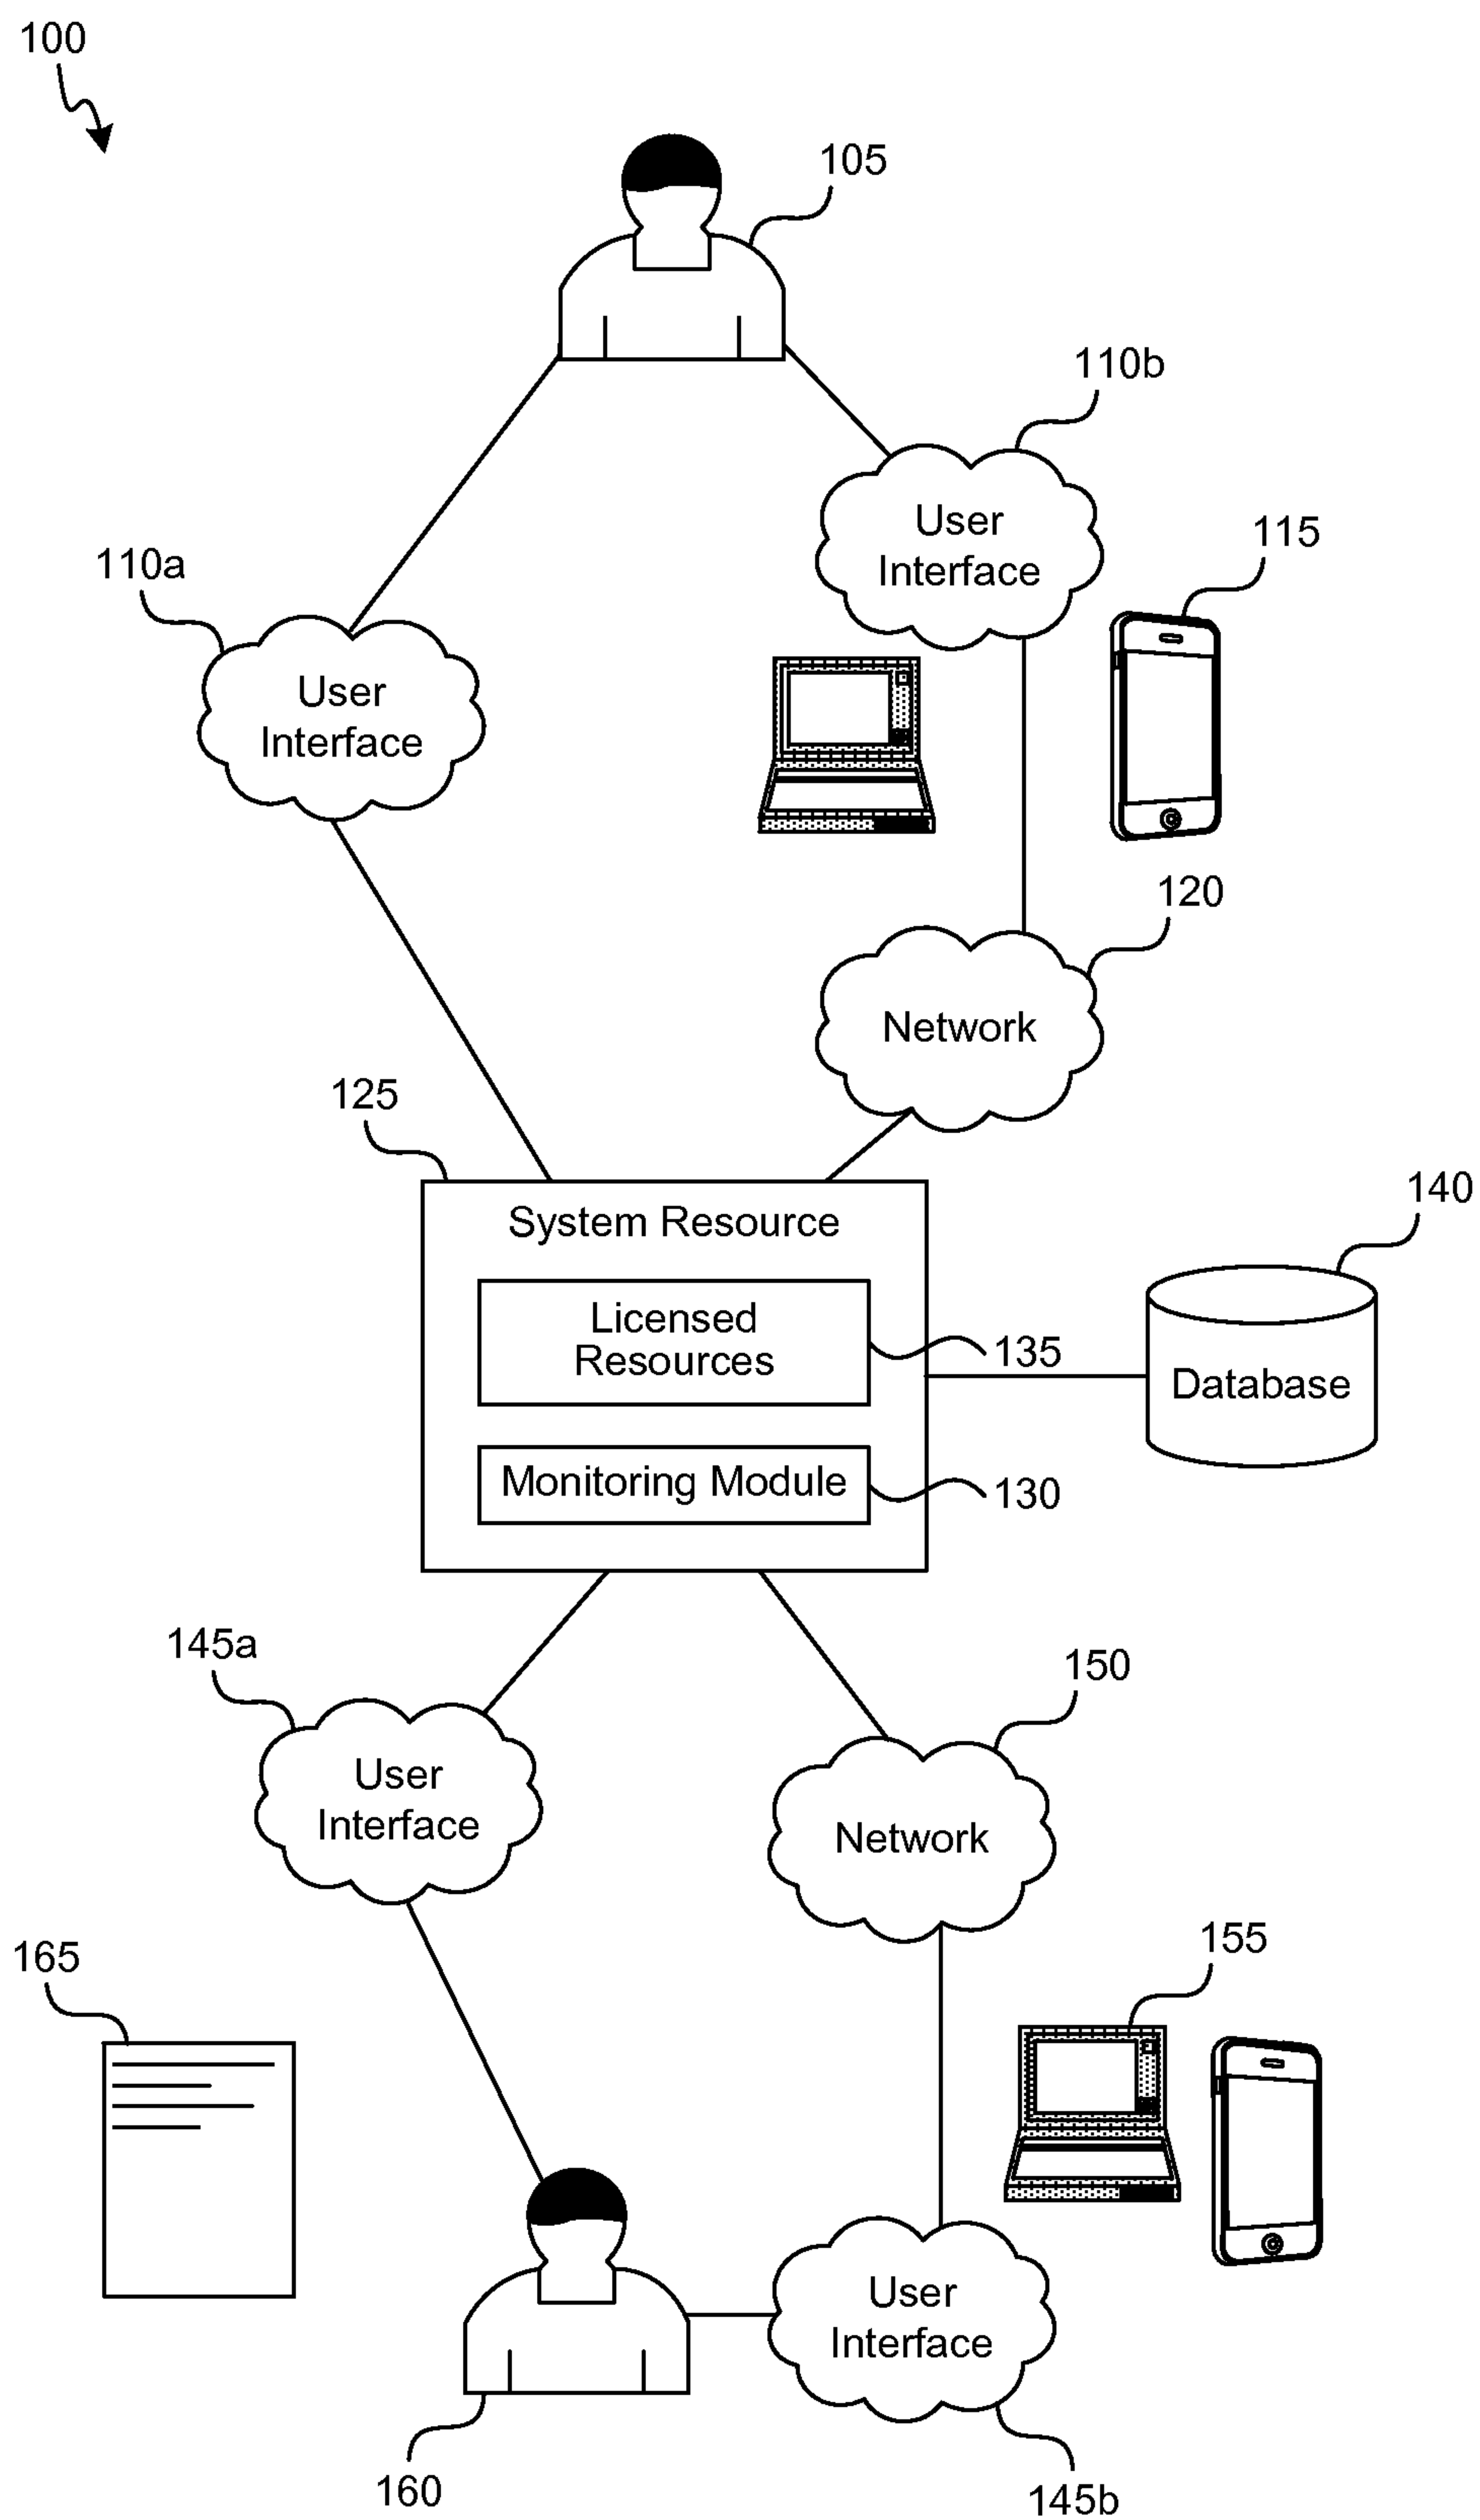 100
105
110b
User
Interface
115
110a
User
Interface
120
Network
125
System Resource
140
Licensed
Resources
135
Database
Monitoring Module
130
145a
150
User
Interface
Network
155
165
User
Interface
160
145b